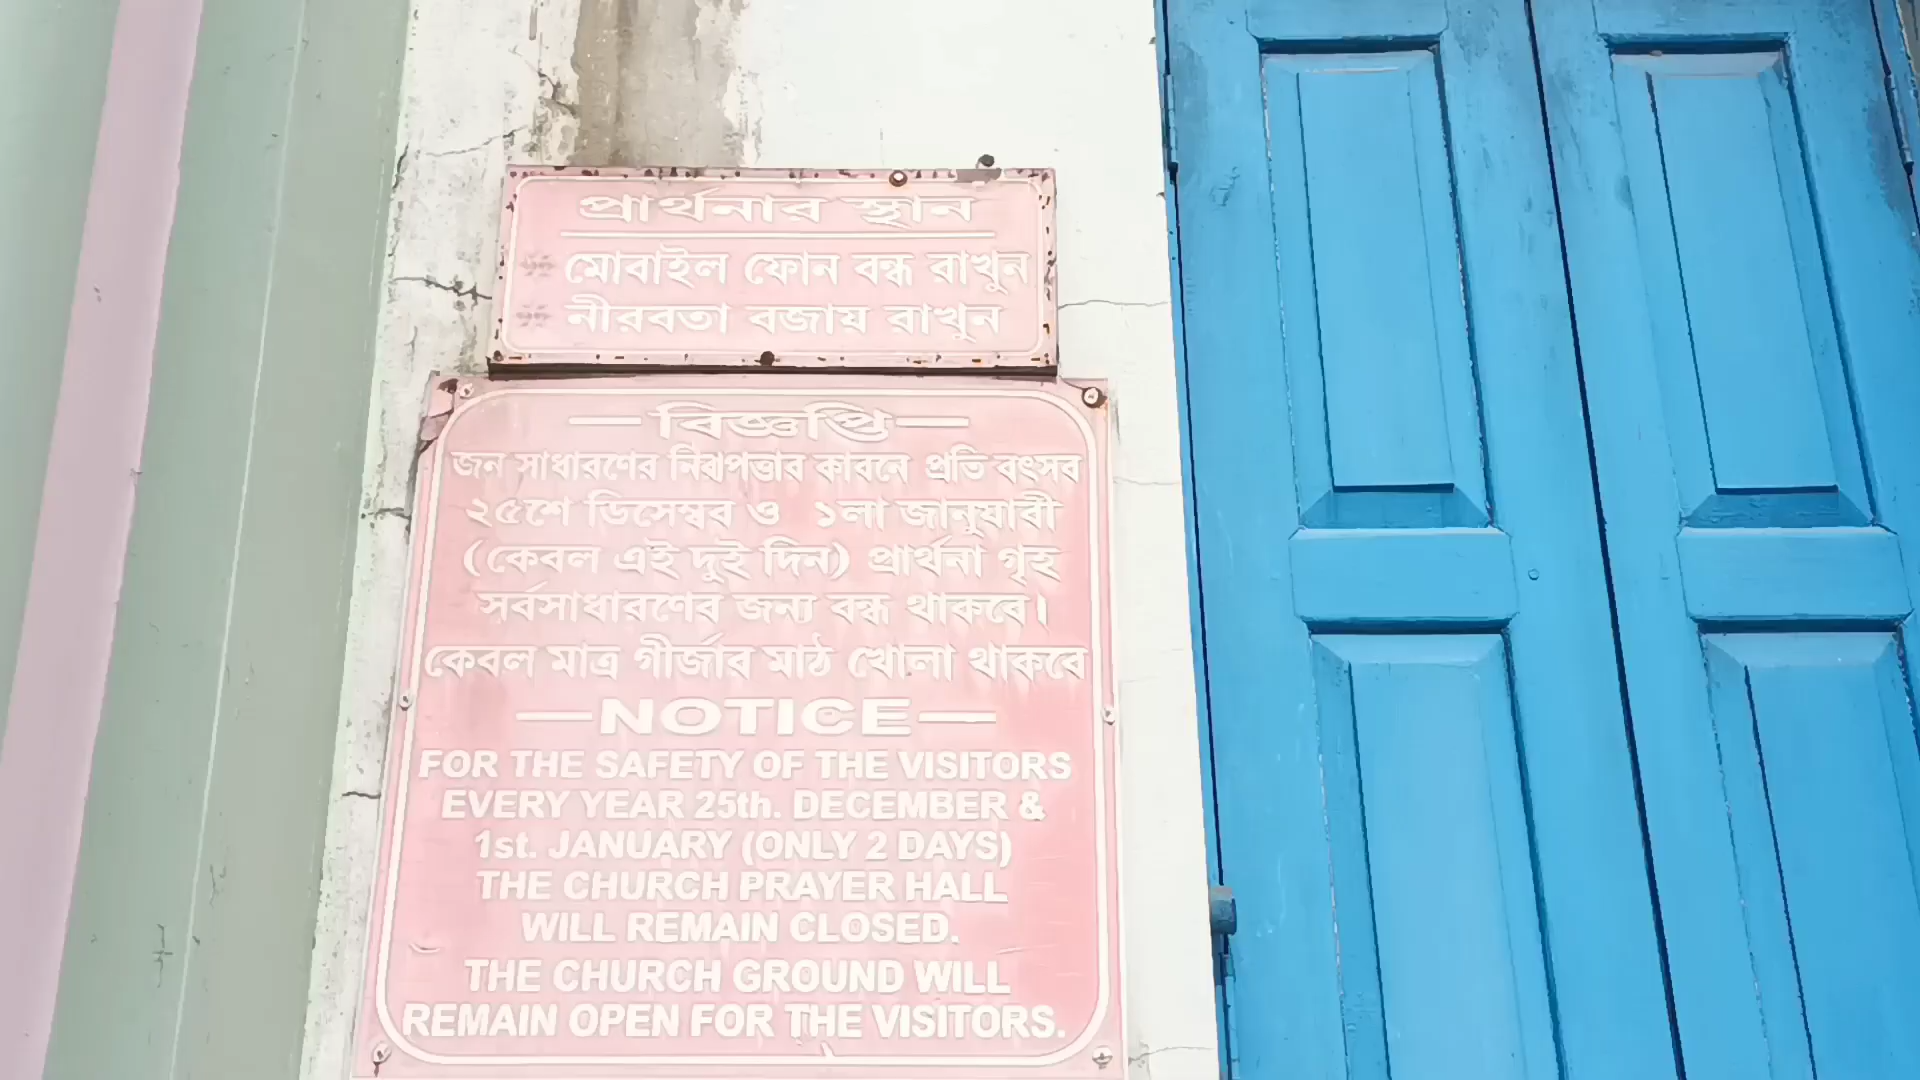 প্রার্থনার স্থান
মোবাইল ফোন বন্ধ রাখুন
নীরবতা বজায় রাখুন
বিজ্ঞপ্তি
জন সাধারণের নিরাপত্তার কারনে প্রতি বৎসর
২৫শে ডিসেম্বর ও ১লা জানুয়ারী
(কেবল এই দুই দিন) প্রার্থনা গৃহ
সর্বসাধারণের জন্য বন্ধ থাকবে।
কেবল মাত্র গীর্জার মাঠ খোলা থাকবে
NOTICE
FOR THE SAFETY OF THE VISITORS
EVERY YEAR 25th. DECEMBER &
1st. JANUARY (ONLY 2 DAYS)
THE CHURCH PRAYER HALL
WILL REMAIN CLOSED.
THE CHURCH GROUND WILL
REMAIN OPEN FOR THE VISITORS.